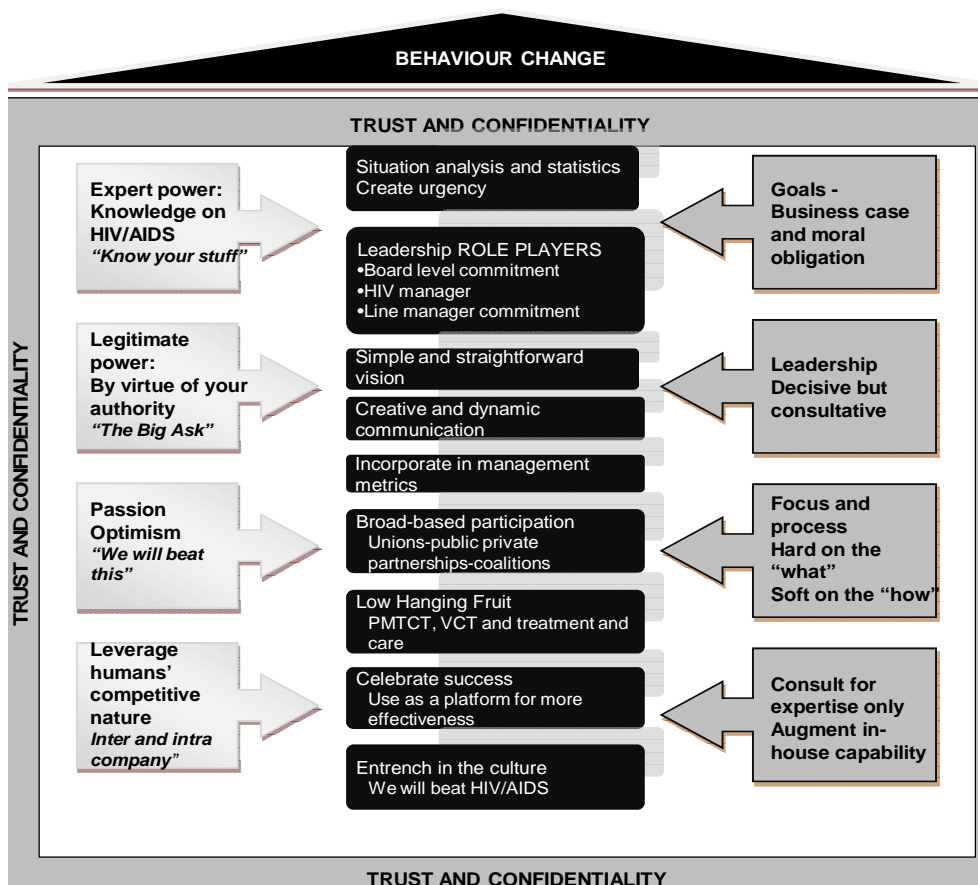 BEHAVIOUR CHANGE
TRUST AND CONFIDENTIALITY
TRUST AND CONFIDENTIALITY
Expert power:
Knowledge on
HIV/AIDS
“Know your stuff”
Legitimate
power:
By virtue of your
authority
“The Big Ask”
Passion
Optimism
“We will beat
this”
Leverage
humans’
competitive
nature
Inter and intra
company”
Situation analysis and statistics
Create urgency
Leadership ROLE PLAYERS
•Board level commitment
•HIV manager
•Line manager commitment
Simple and straightforward
vision
Creative and dynamic
communication
Incorporate in management
metrics
Broad-based participation
Unions-public private
partnerships-coalitions
Low Hanging Fruit
PMTCT, VCT and treatment and
care
Celebrate success
Use as a platform for more
effectiveness
Entrench in the culture
We will beat HIV/AIDS
Goals -
Business case
and moral
obligation
Leadership
Decisive but
consultative
Focus and
process
Hard on the
“what”
Soft on the “how”
Consult for
expertise only
Augment in-
house capability
TRUST AND CONFIDENTIALITY